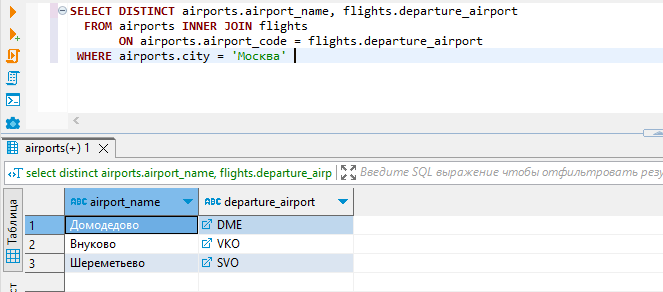 SELECT DISTINCT airports.airport_name, flights.departure_airport
FROM airports INNER JOIN flights
ON airports.airport_code = flights.departure_airport
WHERE airports.city = 'Москва'
airports(+) 1
select distinct airports.airport_name, flights.departure_airp
Введите SQL выражение чтобы отфильтровать резу
Таблица
ABC airport_name ABC departure_airport
1 Домодедово DME
2 Внуково VKO
3 Шереметьево SVO